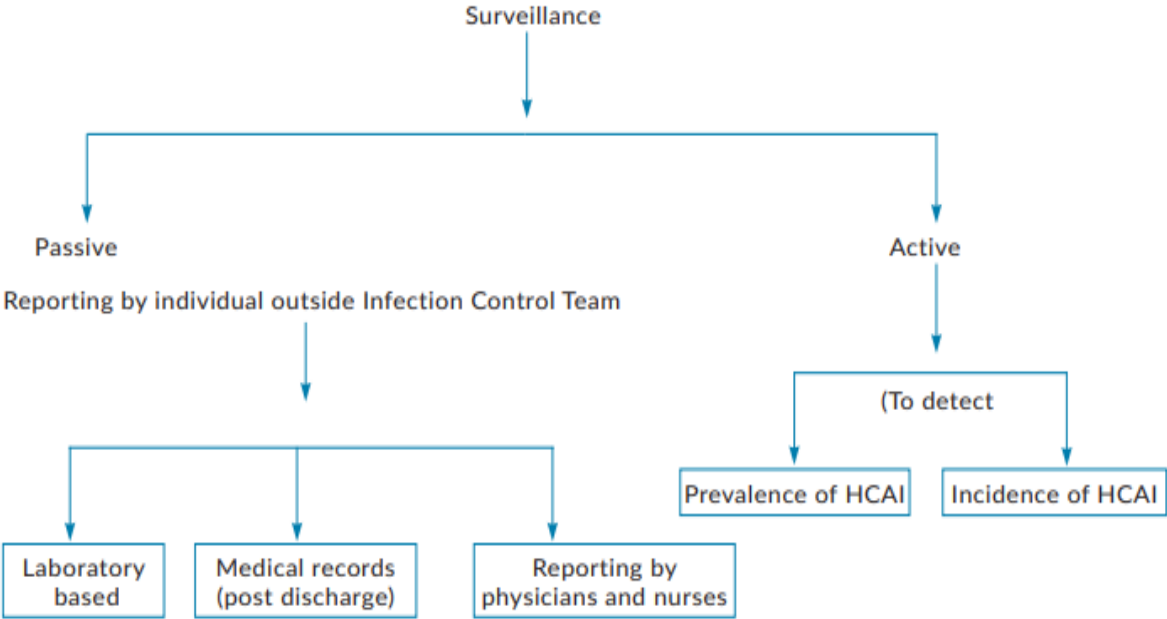 Surveillance
Passive
Active
Reporting by individual outside Infection Control Team
(To detect
Prevalence of HCAI
Incidence of HCAI
Laboratory
based
Medical records
(post discharge)
Reporting by
physicians and nurses